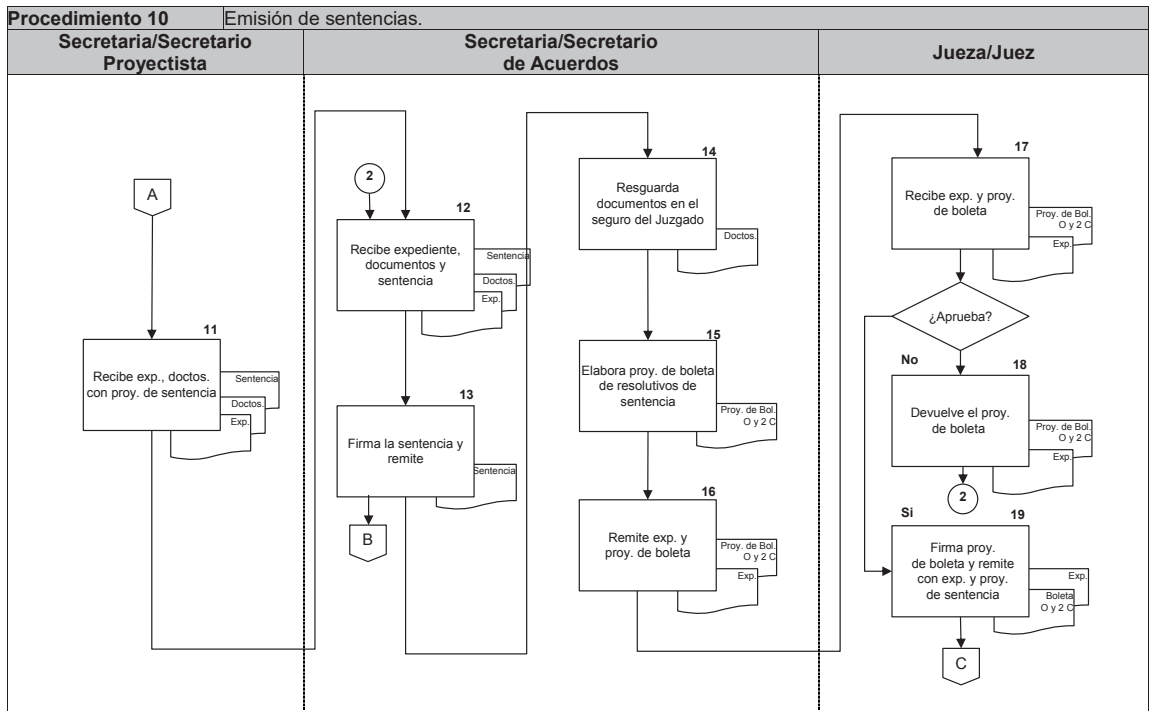 Procedimiento 10
Emisión de sentencias.
Secretaria/Secretario
Proyectista
Secretaria/Secretario
de Acuerdos
Jueza/Juez
A
11
Recibe exp., doctos.
con proy. de sentencia
Sentencia
Doctos.
Exp.
2
12
Recibe expediente,
documentos y
sentencia
Sentencia
Doctos.
Exp.
13
Firma la sentencia y
remite
Sentencia
B
14
Resguarda
documentos en el
seguro del Juzgado
Doctos.
15
Elabora proy. de boleta
de resolutivos de
sentencia
Proy. de Bol.
O y 2 C
16
Remite exp. y
proy. de boleta
Proy. de Bol.
O y 2 C
Exp.
17
Recibe exp. y proy.
de boleta
Proy. de Bol.
O y 2 C
Exp.
¿Aprueba?
No
18
Devuelve el proy.
de boleta
Proy. de Bol.
O y 2 C
Exp.
2
Si
19
Firma proy.
de boleta y remite
con exp. y proy.
de sentencia
Exp.
Boleta
O y 2 C
C